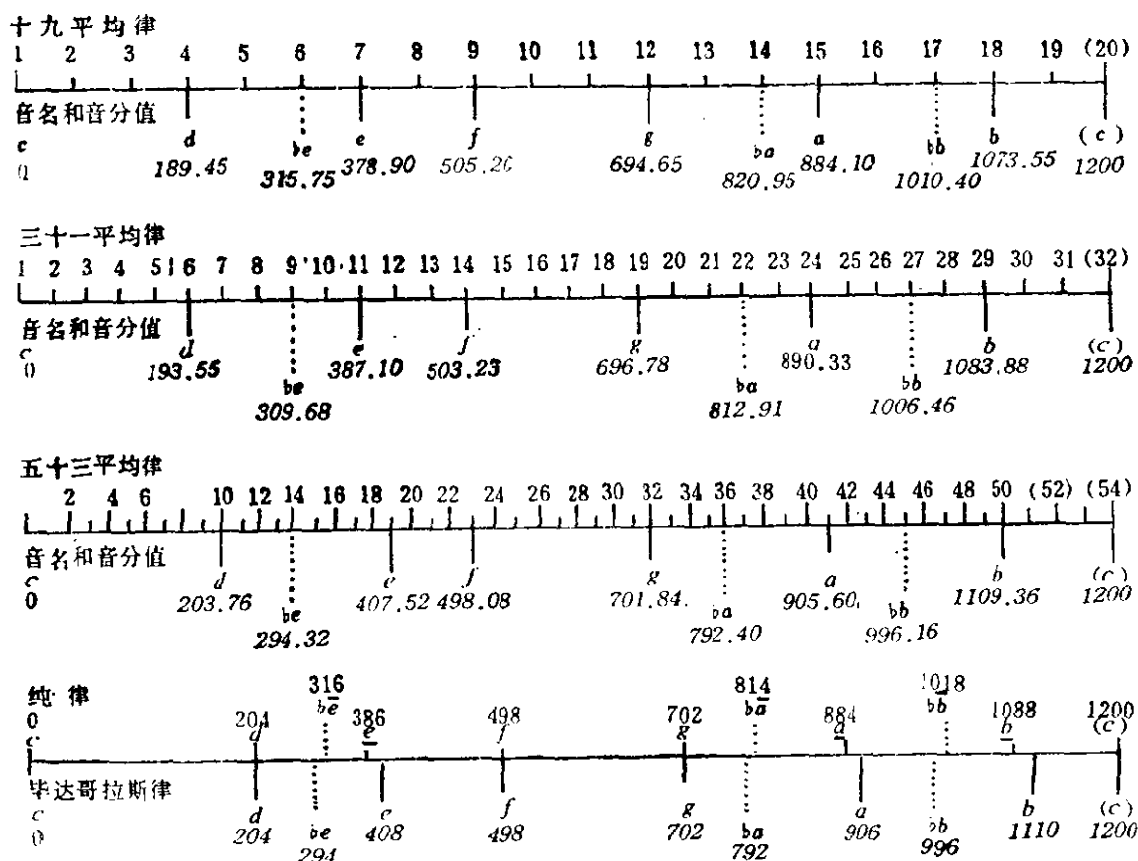 十九平均律
1 2 3 4 5 6 7 8 9 10 11 12 13 14 15 16 17 18 19 (20)
音名和音分值
c d ♭e e f g ♭a a ♭b b (c)
0 189.45 315.75 378.90 505.20 694.65 820.95 884.10 1010.40 1073.55 1200
三十一平均律
1 2 3 4 5 6 7 8 9 10 11 12 13 14 15 16 17 18 19 20 21 22 23 24 25 26 27 28 29 30 31 (32)
音名和音分值
c d ♭e e f g ♭a a ♭b b (c)
0 193.55 309.68 387.10 503.23 696.78 812.91 890.33 1006.46 1083.88 1200
五十三平均律
2 4 6 10 12 14 16 18 20 22 24 26 28 30 32 34 36 38 40 42 44 46 48 50 (52) (54)
音名和音分值
c d ♭e e f g ♭a a ♭b b (c)
0 203.76 294.32 407.52 498.08 701.84 792.40 905.60 996.16 1109.36 1200
纯律
0 204 316 386 498 702 814 884 1018 1088 1200
c d ♭e̅ e̲ f g ♭a̅ a̲ ♭b̅ b̲ (c)
毕达哥拉斯律
c d ♭e e f g ♭a a ♭b b (c)
0 204 294 408 498 702 792 906 996 1110 1200